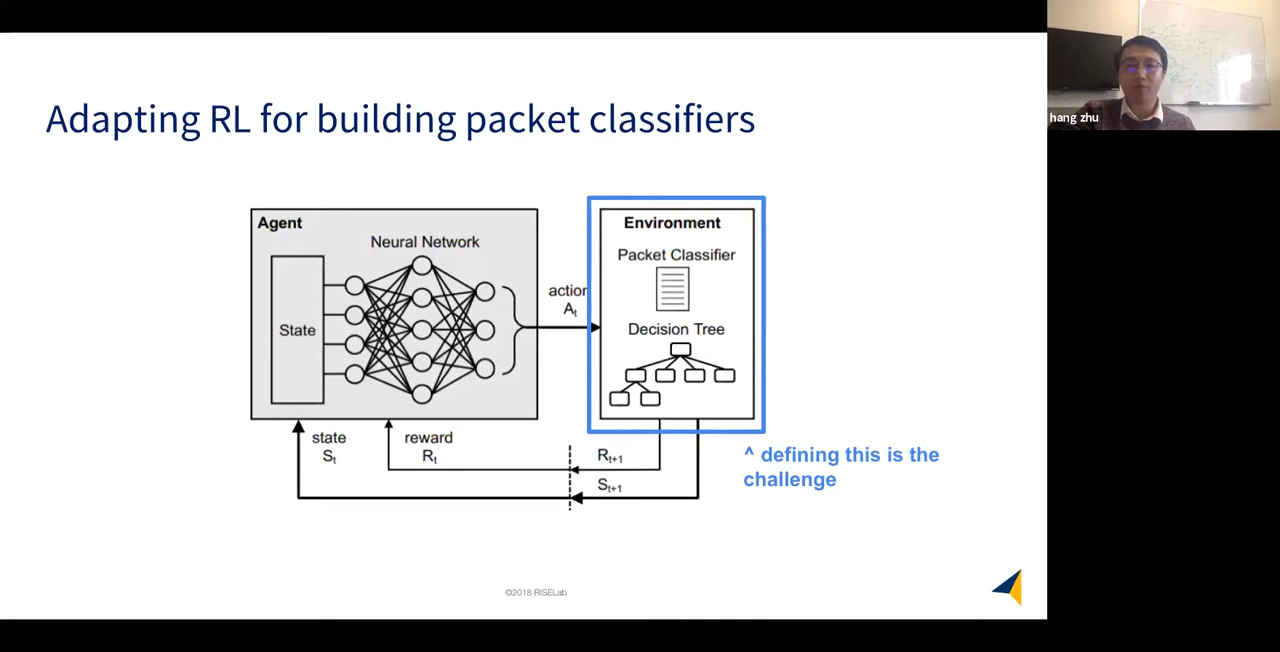 Adapting RL for building packet classifiers
hang zhu
Agent
Neural Network
State
action
At
Environment
Packet Classifier
Decision Tree
state
St
reward
Rt
Rt+1
St+1
^ defining this is the
challenge
©2018 RISELab